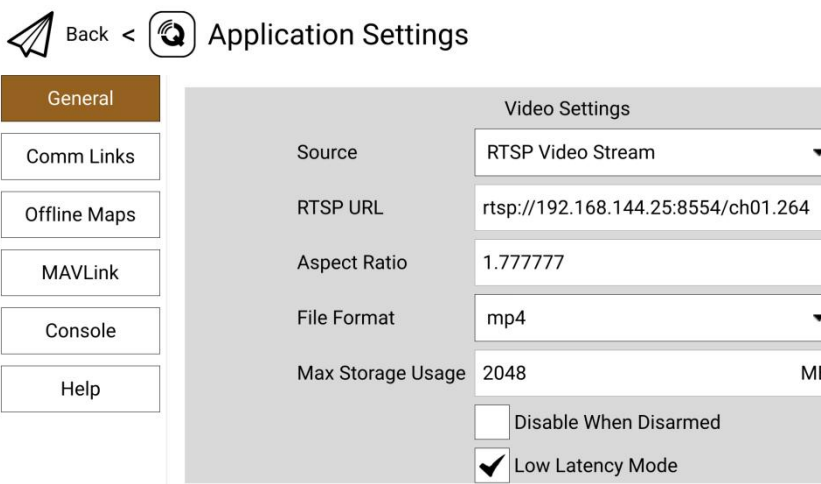 Back < Application Settings
General
Video Settings
Comm Links
Source RTSP Video Stream
Offline Maps
RTSP URL rtsp://192.168.144.25:8554/ch01.264
MAVLink
Aspect Ratio 1.777777
Console
File Format mp4
Help
Max Storage Usage 2048
Disable When Disarmed
Low Latency Mode